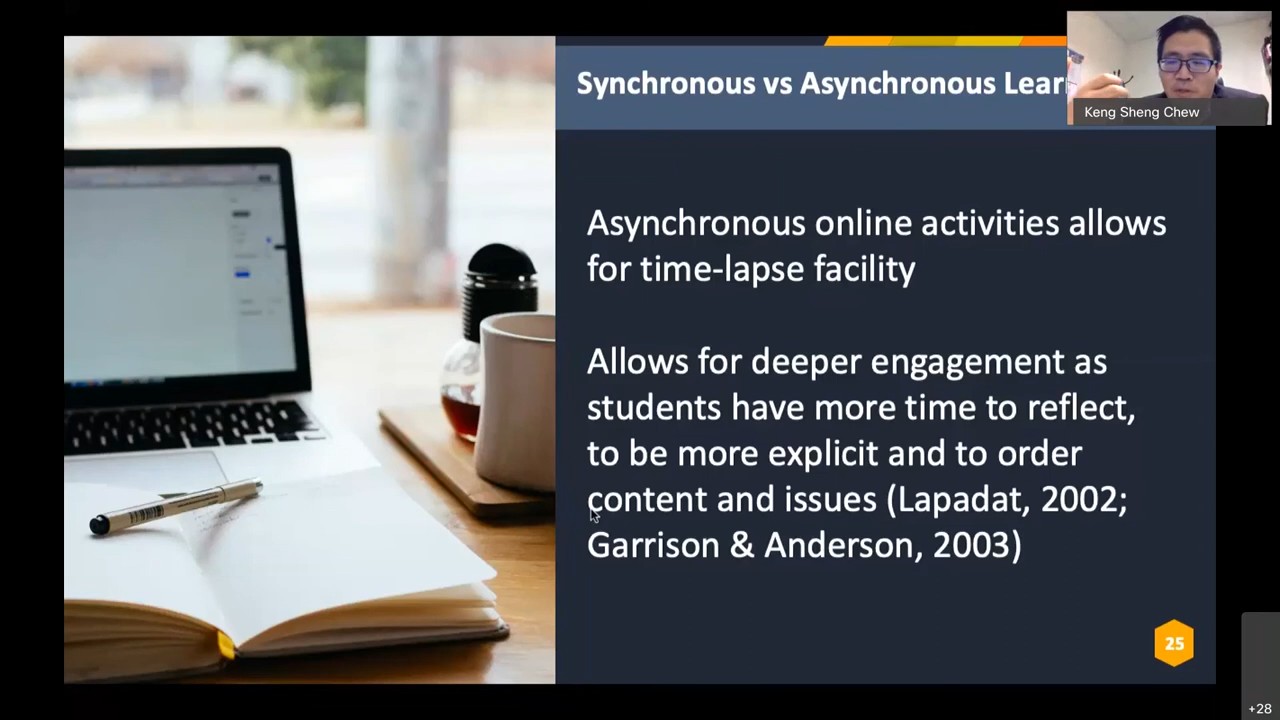 Synchronous vs Asynchronous Lear
Keng Sheng Chew
Asynchronous online activities allows
for time-lapse facility
Allows for deeper engagement as
students have more time to reflect,
to be more explicit and to order
content and issues (Lapadat, 2002;
Garrison & Anderson, 2003)
25
+28